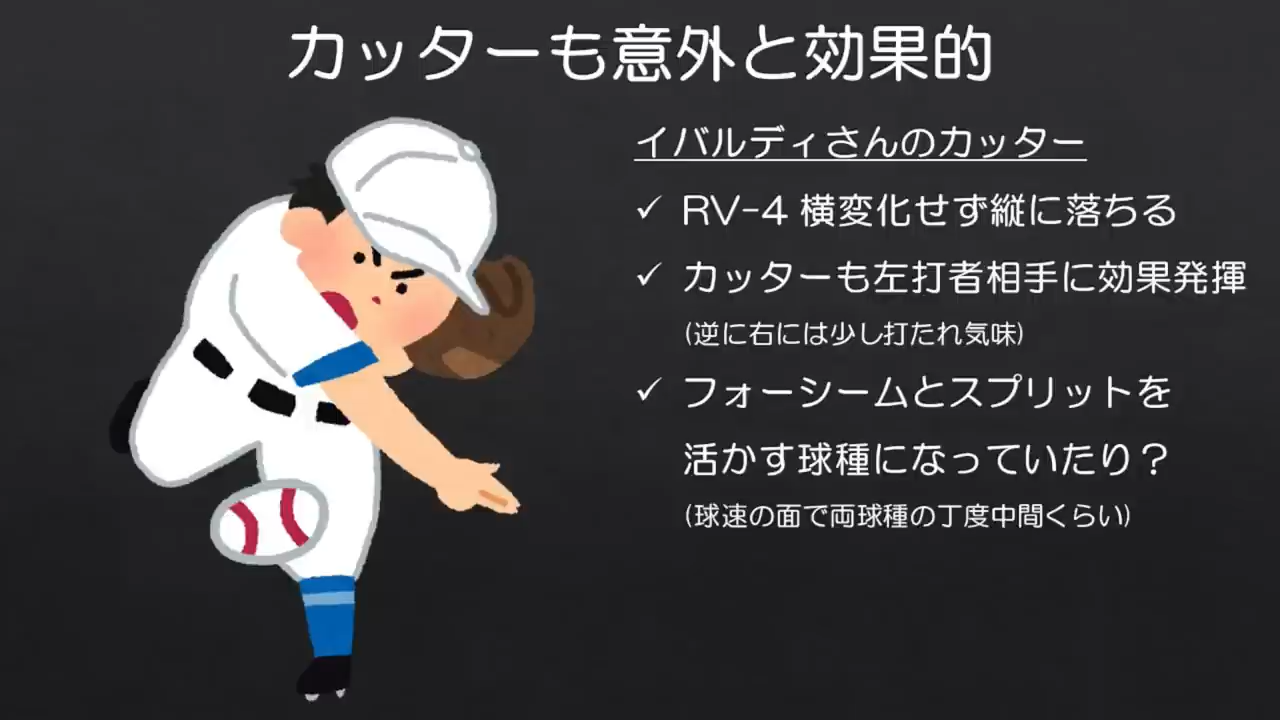 カッターも意外と効果的
イバルディさんのカッター
✓ RV-4 横変化せず縦に落ちる
✓ カッターも左打者相手に効果発揮
(逆に右には少し打たれ気味)
✓ フォーシームとスプリットを
活かす球種になっていたり？
(球速の面で両球種の丁度中間くらい)